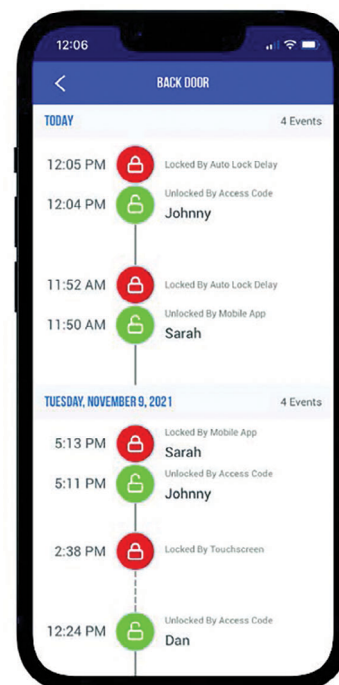 12:06
BACK DOOR
TODAY 4 Events
12:05 PM Locked By Auto Lock Delay
12:04 PM Unlocked By Access Code
Johnny
11:52 AM Locked By Auto Lock Delay
11:50 AM Unlocked By Mobile App
Sarah
TUESDAY, NOVEMBER 9, 2021 4 Events
5:13 PM Locked By Mobile App
Sarah
5:11 PM Unlocked By Access Code
Johnny
2:38 PM Locked By Touchscreen
12:24 PM Unlocked By Access Code
Dan